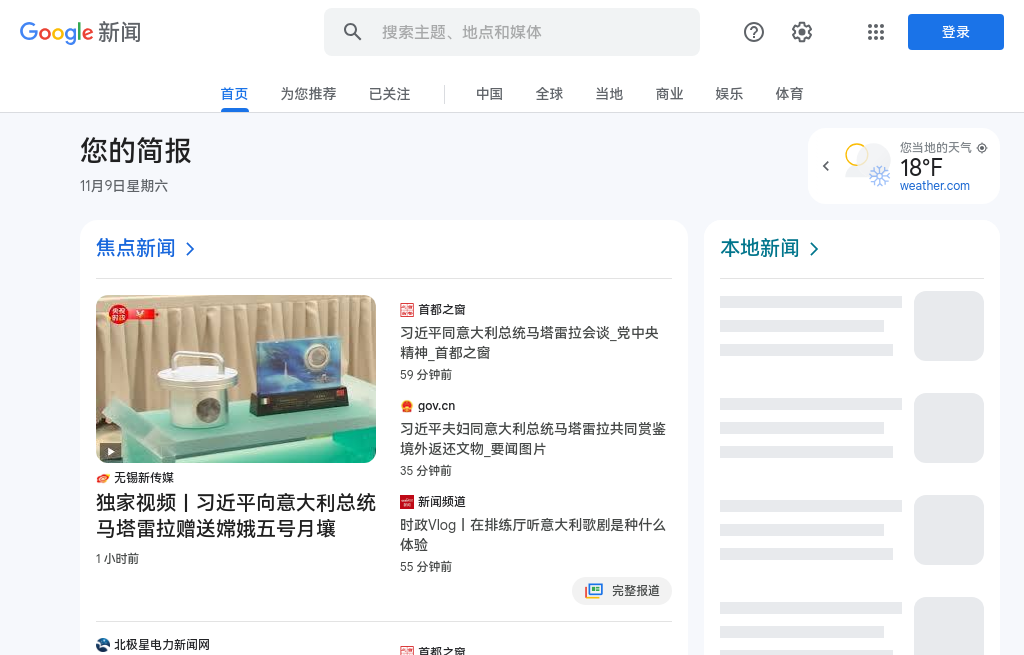 Google 新闻
搜索主题、地点和媒体
登录
首页
为您推荐
已关注
中国
全球
当地
商业
娱乐
体育
您的简报
11月9日星期六
您当地的天气
18°F
weather.com
焦点新闻
央视
时政
无锡新传媒
独家视频丨习近平向意大利总统
马塔雷拉赠送嫦娥五号月壤
1 小时前
首都之窗
习近平同意大利总统马塔雷拉会谈_党中央
精神_首都之窗
59 分钟前
gov.cn
习近平夫妇同意大利总统马塔雷拉共同赏鉴
境外返还文物_要闻图片
35 分钟前
新闻频道
时政Vlog丨在排练厅听意大利歌剧是种什么
体验
55 分钟前
完整报道
北极星电力新闻网
首都之窗
本地新闻